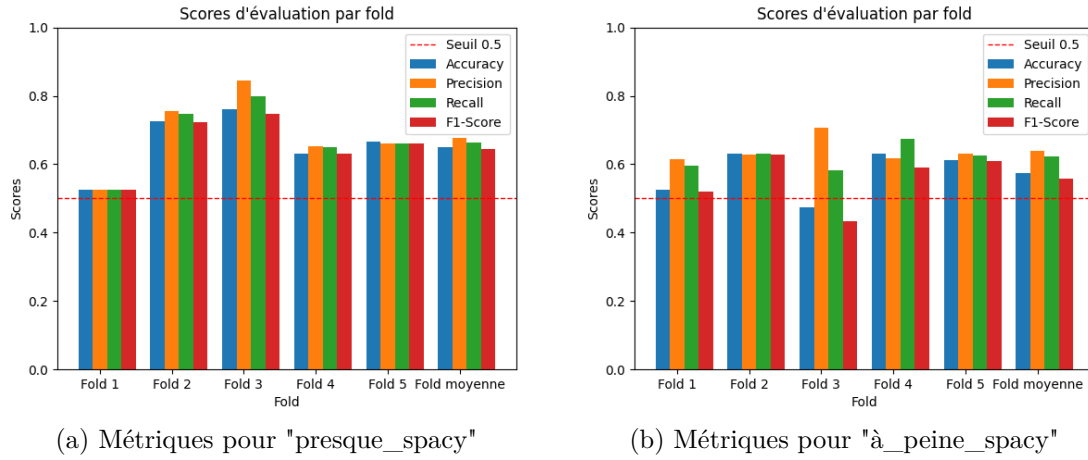 Scores d'évaluation par fold
1.0
0.8
0.6
0.4
0.2
0.0
Scores
Seuil 0.5
Accuracy
Precision
Recall
F1-Score
Fold 1 Fold 2 Fold 3 Fold 4 Fold 5 Fold moyenne
Fold
(a) Métriques pour "presque_spacy"
Scores d'évaluation par fold
1.0
0.8
0.6
0.4
0.2
0.0
Scores
Seuil 0.5
Accuracy
Precision
Recall
F1-Score
Fold 1 Fold 2 Fold 3 Fold 4 Fold 5 Fold moyenne
Fold
(b) Métriques pour "à_peine_spacy"